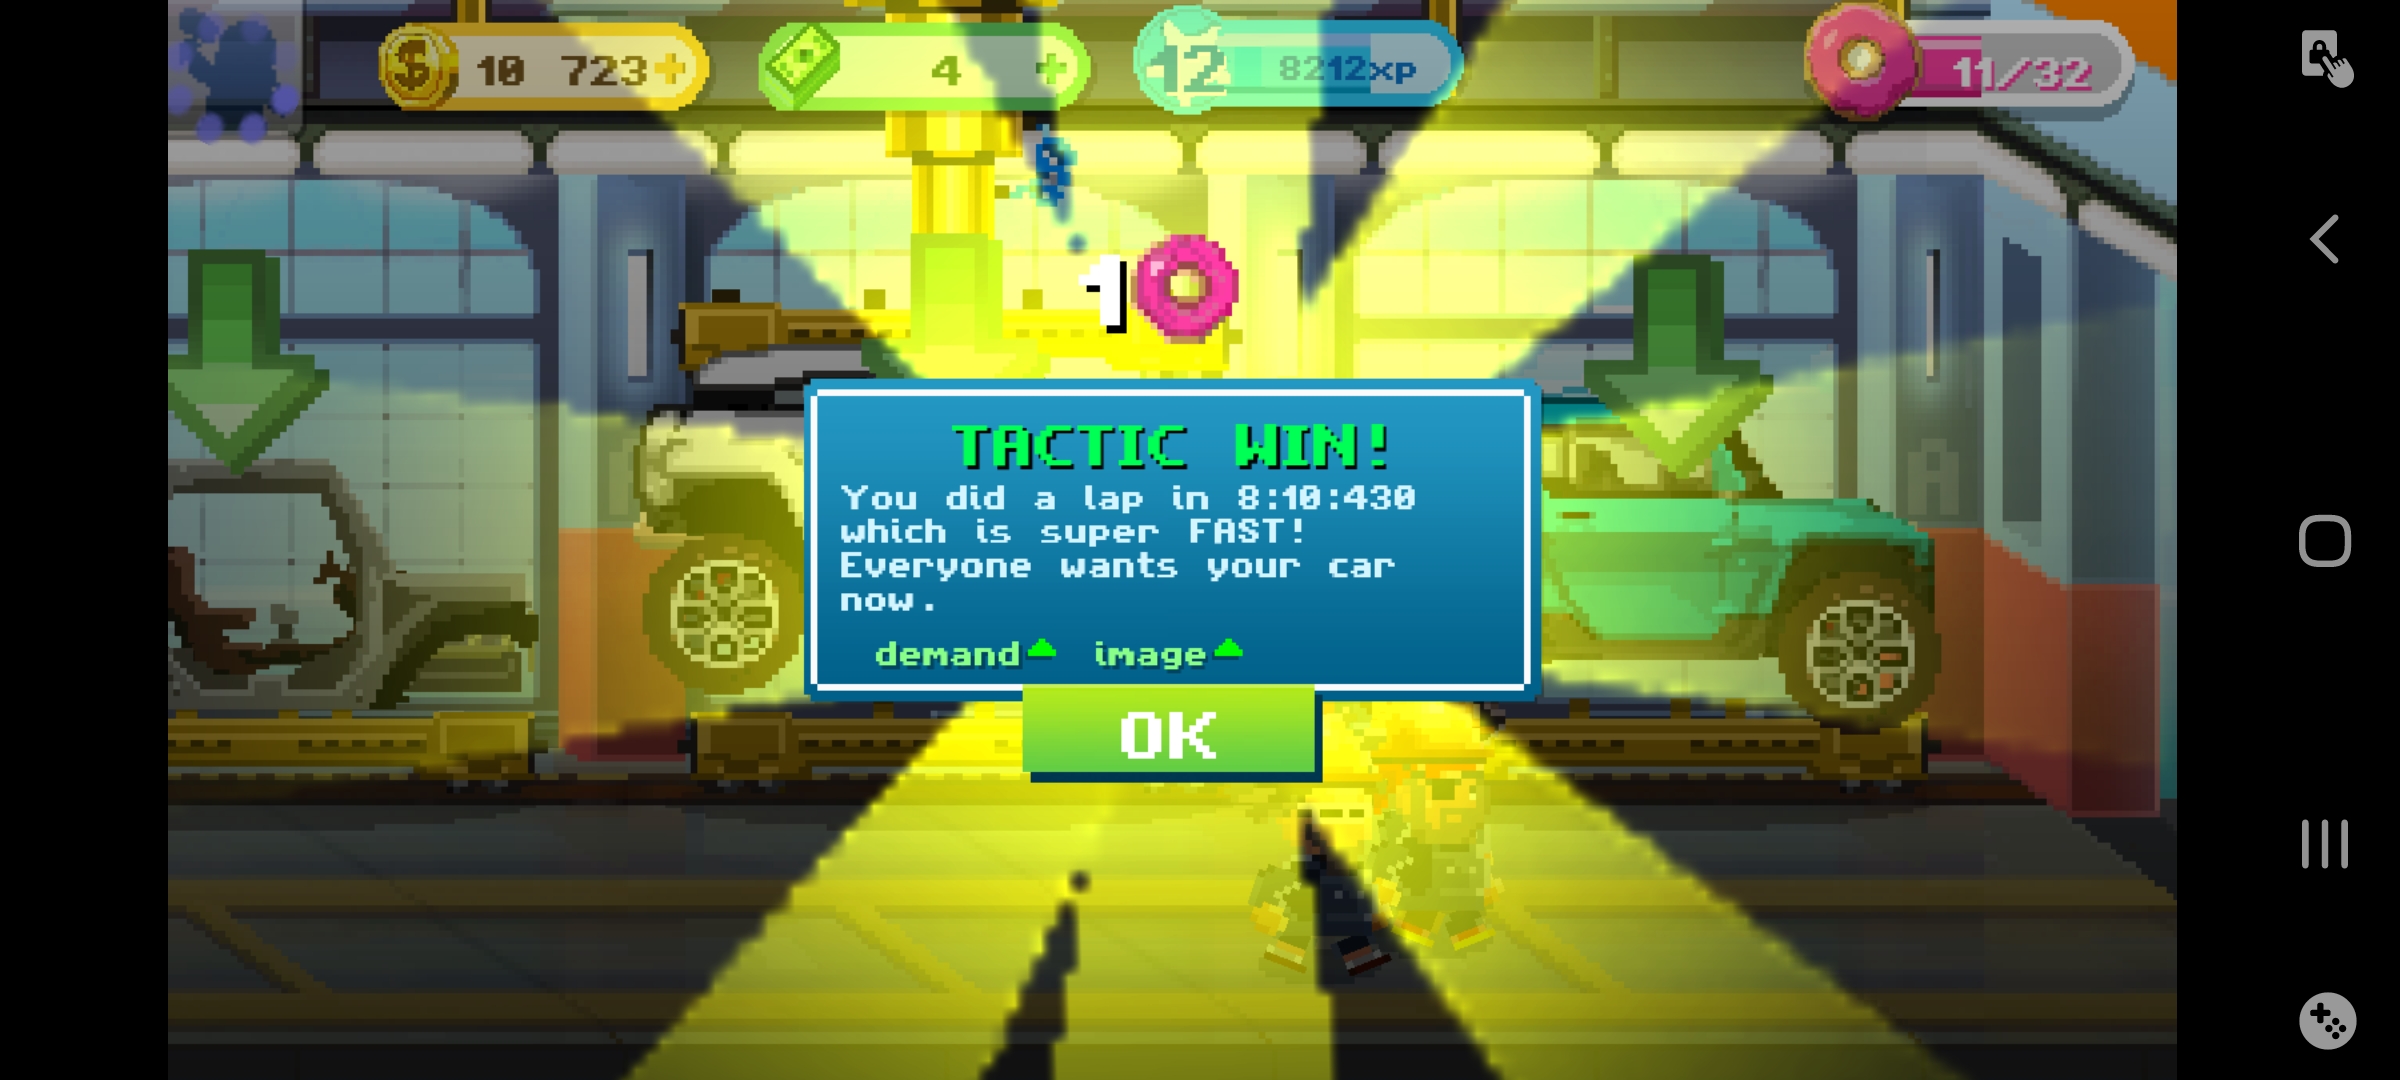 10 723
4
12
8212xp
11/32
1
TACTIC WIN!
You did a lap in 8:10:430
which is super FAST!
Everyone wants your car
now.
demand image
OK